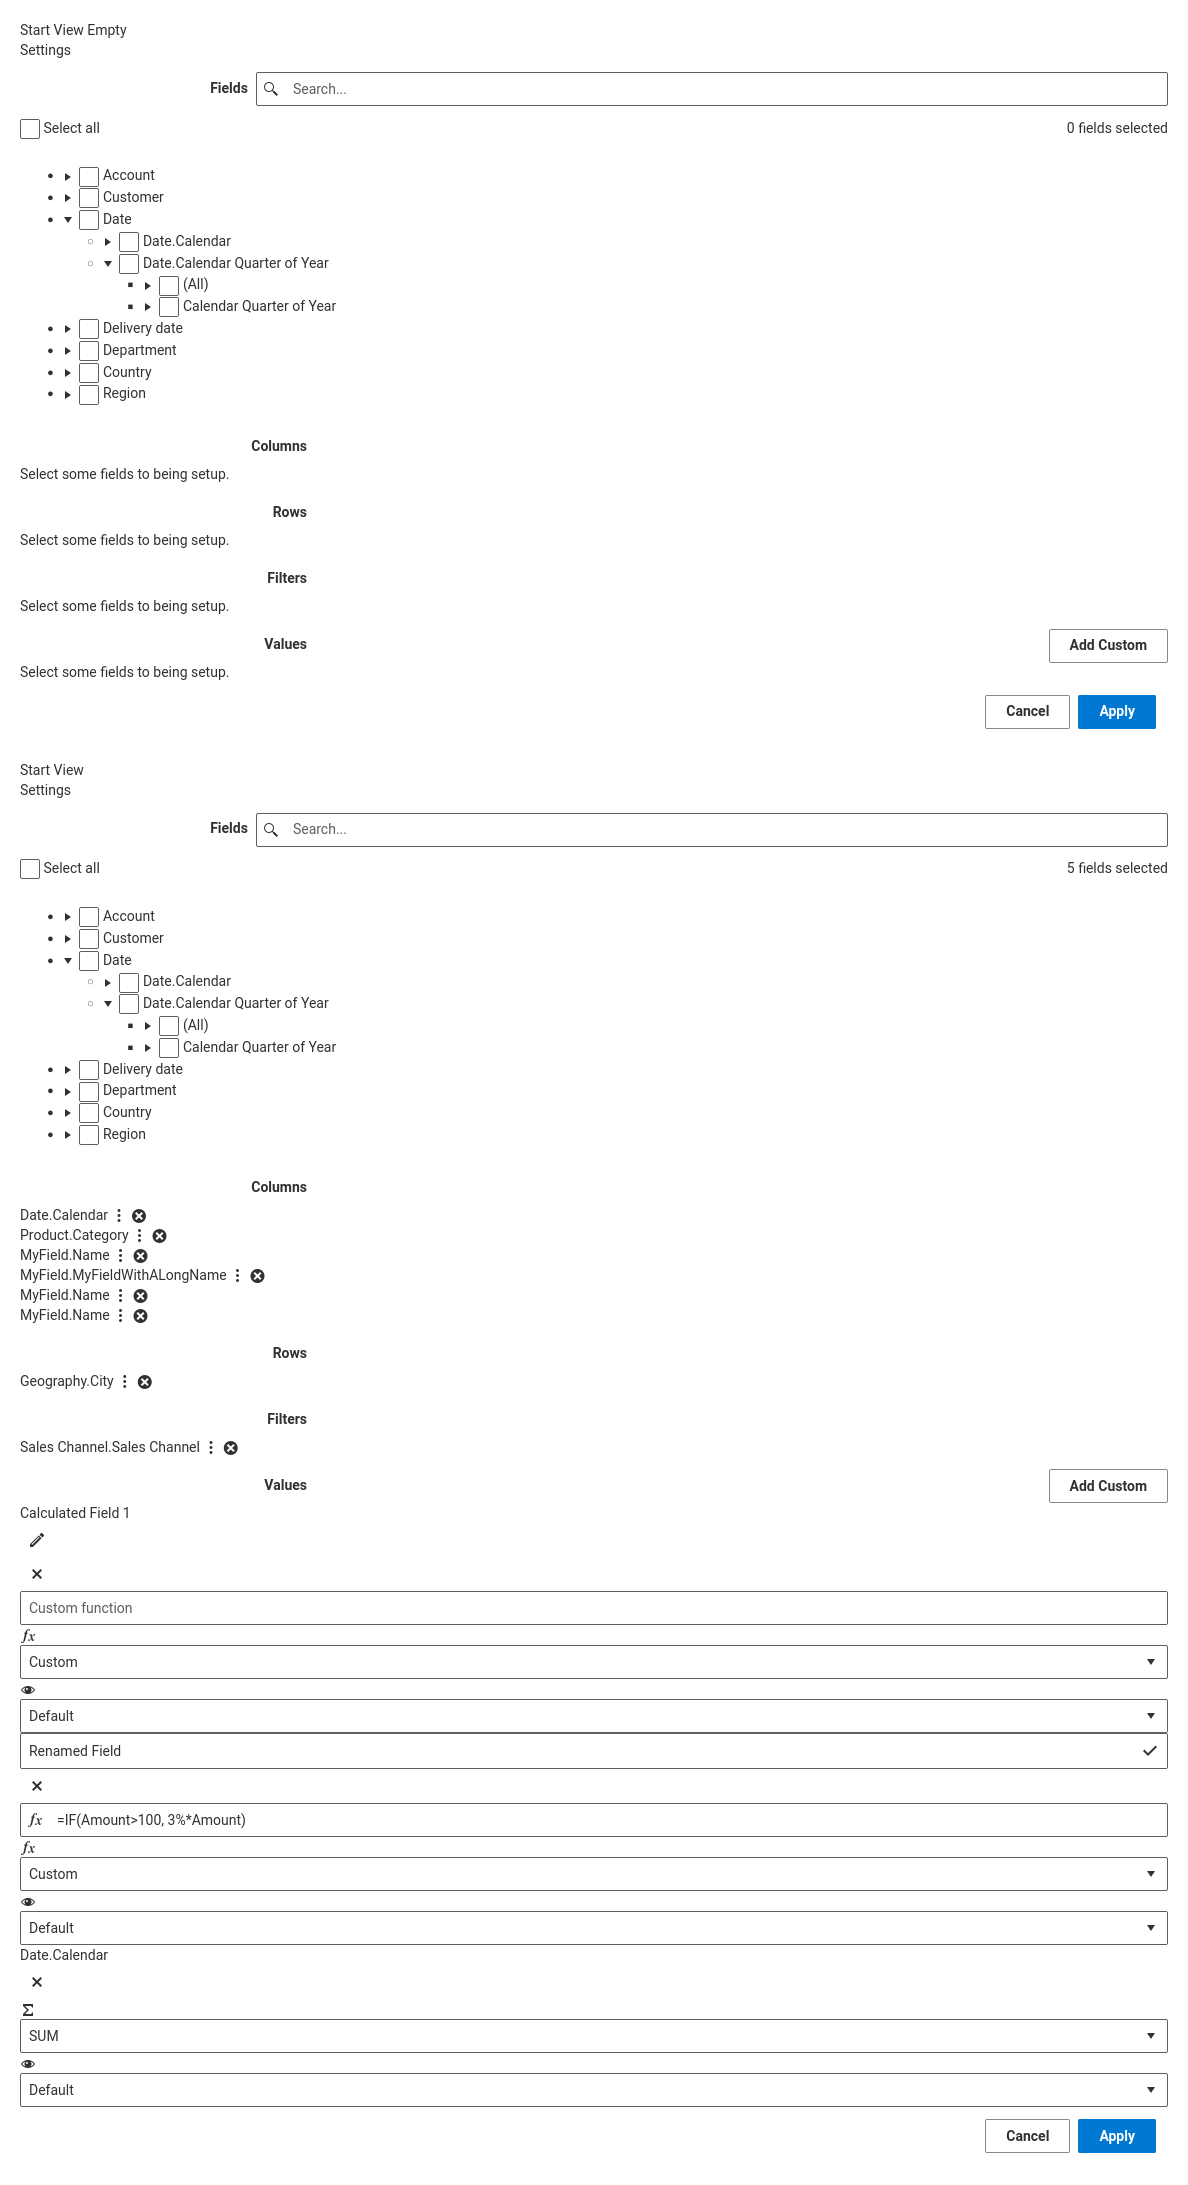 Start View Empty
Settings
Fields Search...
Select all 0 fields selected
Account
Customer
Date
Date.Calendar
Date.Calendar Quarter of Year
(All)
Calendar Quarter of Year
Delivery date
Department
Country
Region
Columns
Select some fields to being setup.
Rows
Select some fields to being setup.
Filters
Select some fields to being setup.
Values Add Custom
Select some fields to being setup.
Cancel Apply
Start View
Settings
Fields Search...
Select all 5 fields selected
Account
Customer
Date
Date.Calendar
Date.Calendar Quarter of Year
(All)
Calendar Quarter of Year
Delivery date
Department
Country
Region
Columns
Date.Calendar
Product.Category
MyField.Name
MyField.MyFieldWithALongName
MyField.Name
MyField.Name
Rows
Geography.City
Filters
Sales Channel.Sales Channel
Values Add Custom
Calculated Field 1
Custom function
fx
Custom
Default
Renamed Field
fx =IF(Amount>100, 3%*Amount)
fx
Custom
Default
Date.Calendar
Σ
SUM
Default
Cancel Apply